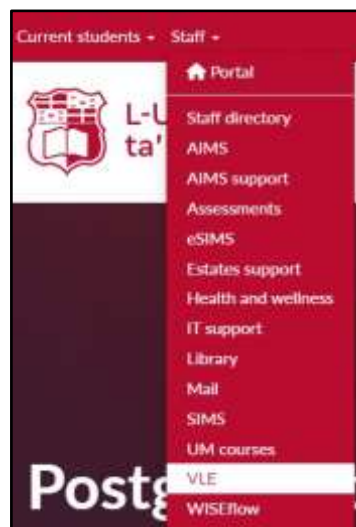 Current students Staff
Portal
L-U
ta'
Staff directory
AIMS
AIMS support
Assessments
eSIMS
Estates support
Health and wellness
IT support
Library
Mail
SIMS
UM courses
VLE
Postg
WISEflow